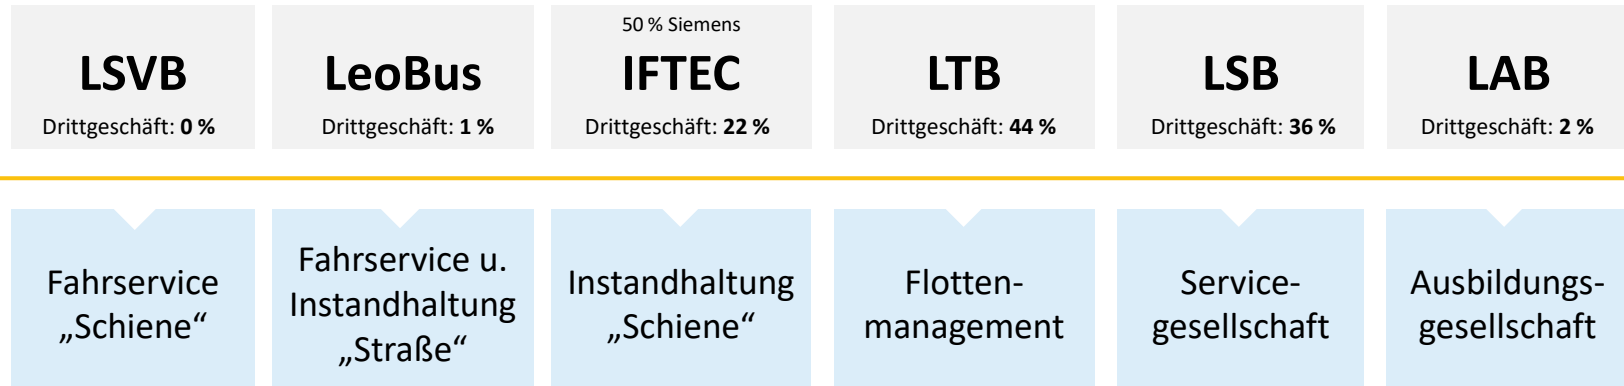 LSVB
Drittgeschäft: 0 %
LeoBus
Drittgeschäft: 1 %
50 % Siemens
IFTEC
Drittgeschäft: 22 %
LTB
Drittgeschäft: 44 %
LSB
Drittgeschäft: 36 %
LAB
Drittgeschäft: 2 %
Fahrservice
„Schiene“
Fahrservice u.
Instandhaltung
„Straße“
Instandhaltung
„Schiene“
Flotten-
management
Service-
gesellschaft
Ausbildungs-
gesellschaft